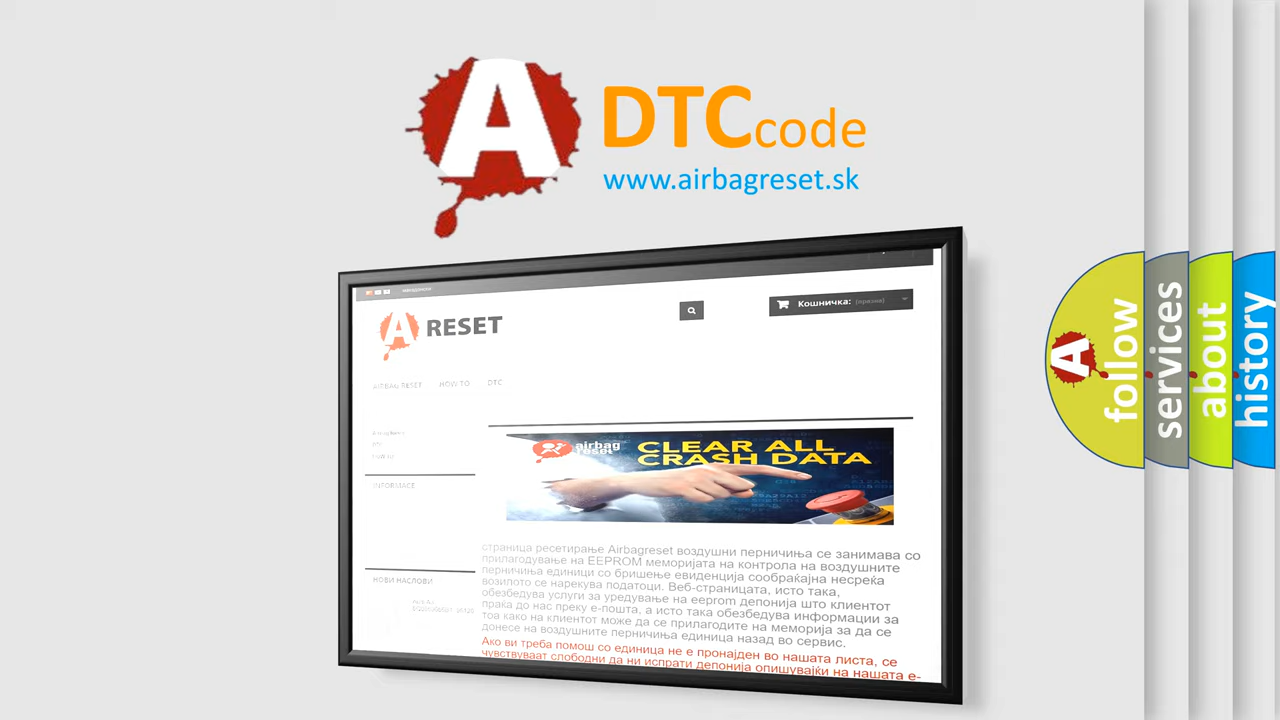 A DTC code
www.airbagreset.sk
Кошничка: (празни)
A RESET
AIRBAG RESET HOW TO DTC
airbag
reset
CLEAR ALL
CRASH DATA
INFORMACE
страница ресетирање Airbagreset воздушни перничиња се занимава со
прилагодување на EEPROM меморијата на контрола на воздушните
перничиња единици со бришење евиденција сообраќајна несреќа
возилото се нарекува податоци. Веб-страницата, исто така,
обезбедува услуги за уредување на eeprom депонија што клиентот
праќа до нас преку е-пошта, а исто така обезбедува информации за
тоа како на клиентот може да се прилагодите на меморија за да се
донесе на воздушните перничиња единица назад во сервис.
НОВИ НАСЛОВИ
Ако ви треба помош со единица не е пронајден во нашата листа, се
чувствуваат слободни да ни испрати депонија опишувајќи на нашата е-
A follow
services
about
history